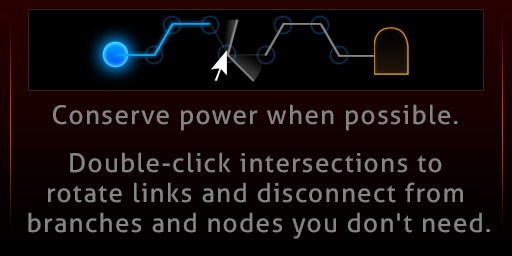 Conserve power when possible.
Double-click intersections to
rotate links and disconnect from
branches and nodes you don't need.